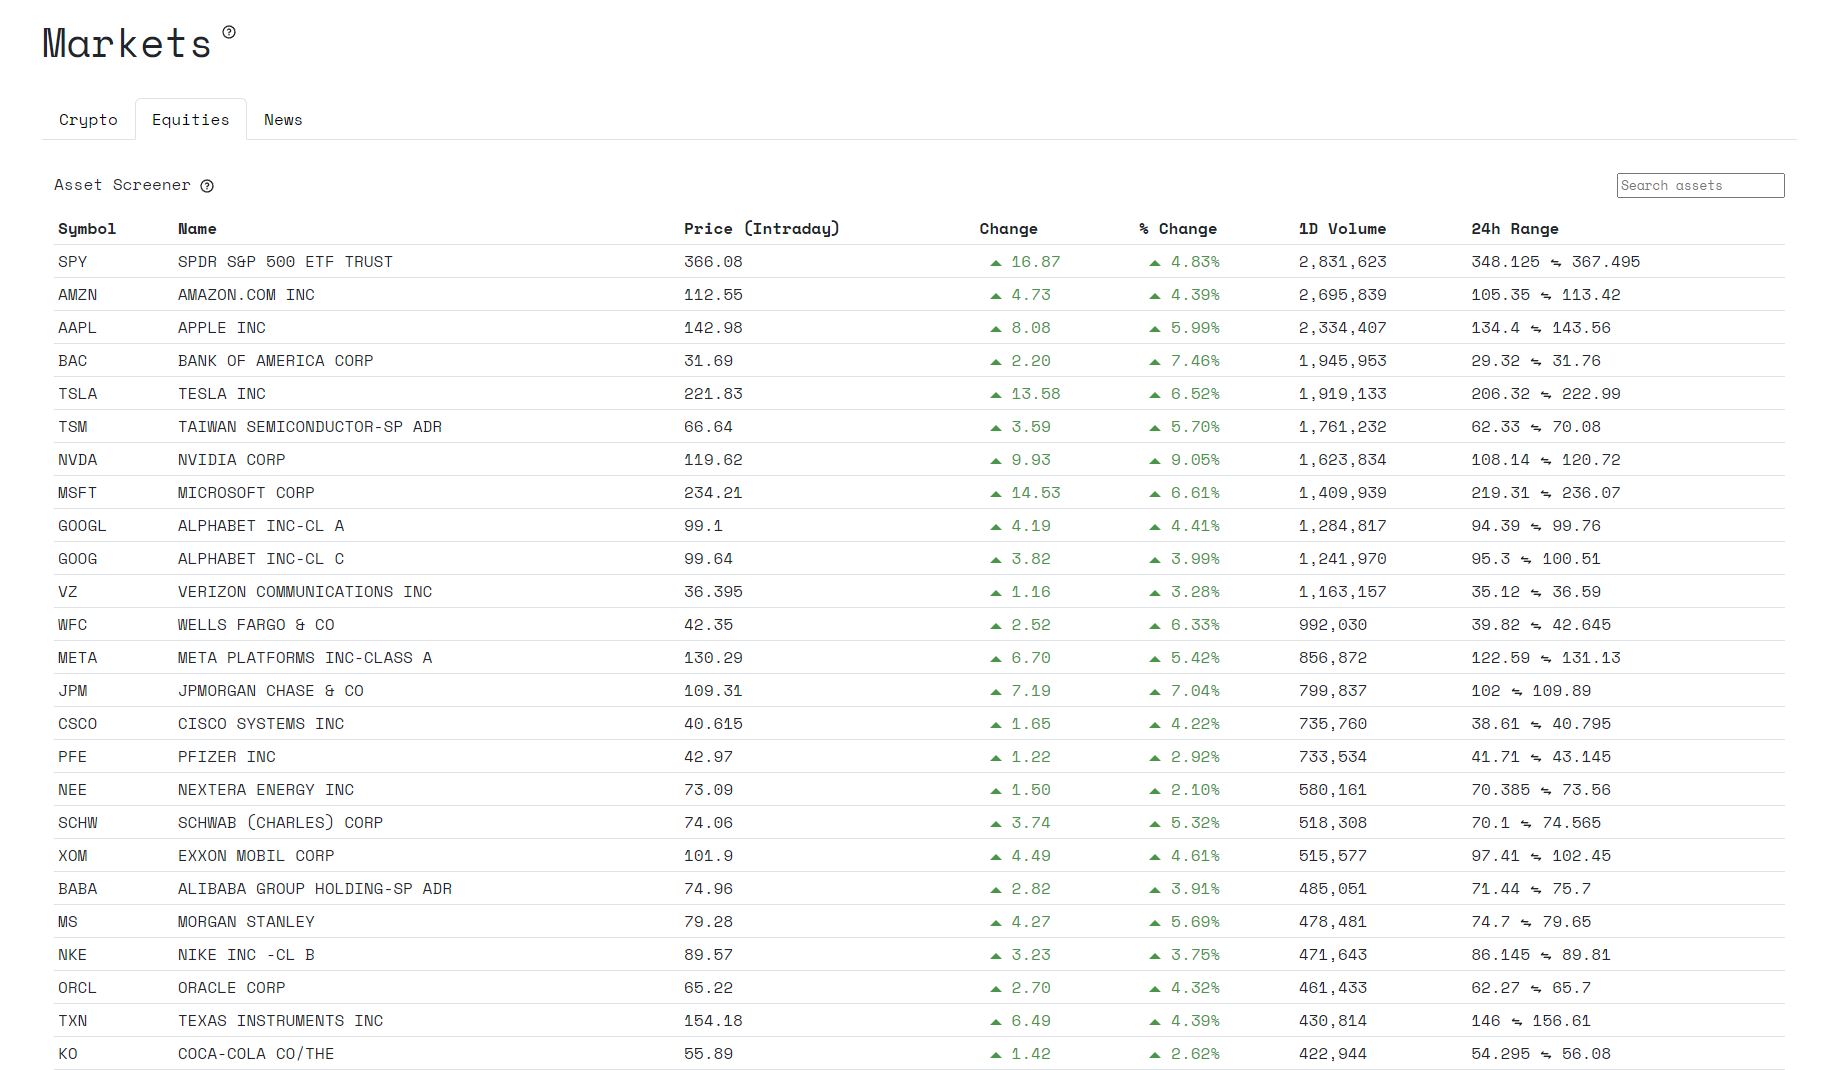 Markets
Crypto Equities News
Asset Screener Search assets
Symbol Name Price (Intraday) Change % Change 1D Volume 24h Range
SPY SPDR S&P 500 ETF TRUST 366.08 ▲ 16.87 ▲ 4.83% 2,831,623 348.125 ⇋ 367.495
AMZN AMAZON.COM INC 112.55 ▲ 4.73 ▲ 4.39% 2,695,839 105.35 ⇋ 113.42
AAPL APPLE INC 142.98 ▲ 8.08 ▲ 5.99% 2,334,407 134.4 ⇋ 143.56
BAC BANK OF AMERICA CORP 31.69 ▲ 2.20 ▲ 7.46% 1,945,953 29.32 ⇋ 31.76
TSLA TESLA INC 221.83 ▲ 13.58 ▲ 6.52% 1,919,133 206.32 ⇋ 222.99
TSM TAIWAN SEMICONDUCTOR-SP ADR 66.64 ▲ 3.59 ▲ 5.70% 1,761,232 62.33 ⇋ 70.08
NVDA NVIDIA CORP 119.62 ▲ 9.93 ▲ 9.05% 1,623,834 108.14 ⇋ 120.72
MSFT MICROSOFT CORP 234.21 ▲ 14.53 ▲ 6.61% 1,409,939 219.31 ⇋ 236.07
GOOGL ALPHABET INC-CL A 99.1 ▲ 4.19 ▲ 4.41% 1,284,817 94.39 ⇋ 99.76
GOOG ALPHABET INC-CL C 99.64 ▲ 3.82 ▲ 3.99% 1,241,970 95.3 ⇋ 100.51
VZ VERIZON COMMUNICATIONS INC 36.395 ▲ 1.16 ▲ 3.28% 1,163,157 35.12 ⇋ 36.59
WFC WELLS FARGO & CO 42.35 ▲ 2.52 ▲ 6.33% 992,030 39.82 ⇋ 42.645
META META PLATFORMS INC-CLASS A 130.29 ▲ 6.70 ▲ 5.42% 856,872 122.59 ⇋ 131.13
JPM JPMORGAN CHASE & CO 109.31 ▲ 7.19 ▲ 7.04% 799,837 102 ⇋ 109.89
CSCO CISCO SYSTEMS INC 40.615 ▲ 1.65 ▲ 4.22% 735,760 38.61 ⇋ 40.795
PFE PFIZER INC 42.97 ▲ 1.22 ▲ 2.92% 733,534 41.71 ⇋ 43.145
NEE NEXTERA ENERGY INC 73.09 ▲ 1.50 ▲ 2.10% 580,161 70.385 ⇋ 73.56
SCHW SCHWAB (CHARLES) CORP 74.06 ▲ 3.74 ▲ 5.32% 518,308 70.1 ⇋ 74.565
XOM EXXON MOBIL CORP 101.9 ▲ 4.49 ▲ 4.61% 515,577 97.41 ⇋ 102.45
BABA ALIBABA GROUP HOLDING-SP ADR 74.96 ▲ 2.82 ▲ 3.91% 485,051 71.44 ⇋ 75.7
MS MORGAN STANLEY 79.28 ▲ 4.27 ▲ 5.69% 478,481 74.7 ⇋ 79.65
NKE NIKE INC -CL B 89.57 ▲ 3.23 ▲ 3.75% 471,643 86.145 ⇋ 89.81
ORCL ORACLE CORP 65.22 ▲ 2.70 ▲ 4.32% 461,433 62.27 ⇋ 65.7
TXN TEXAS INSTRUMENTS INC 154.18 ▲ 6.49 ▲ 4.39% 430,814 146 ⇋ 156.61
KO COCA-COLA CO/THE 55.89 ▲ 1.42 ▲ 2.62% 422,944 54.295 ⇋ 56.08